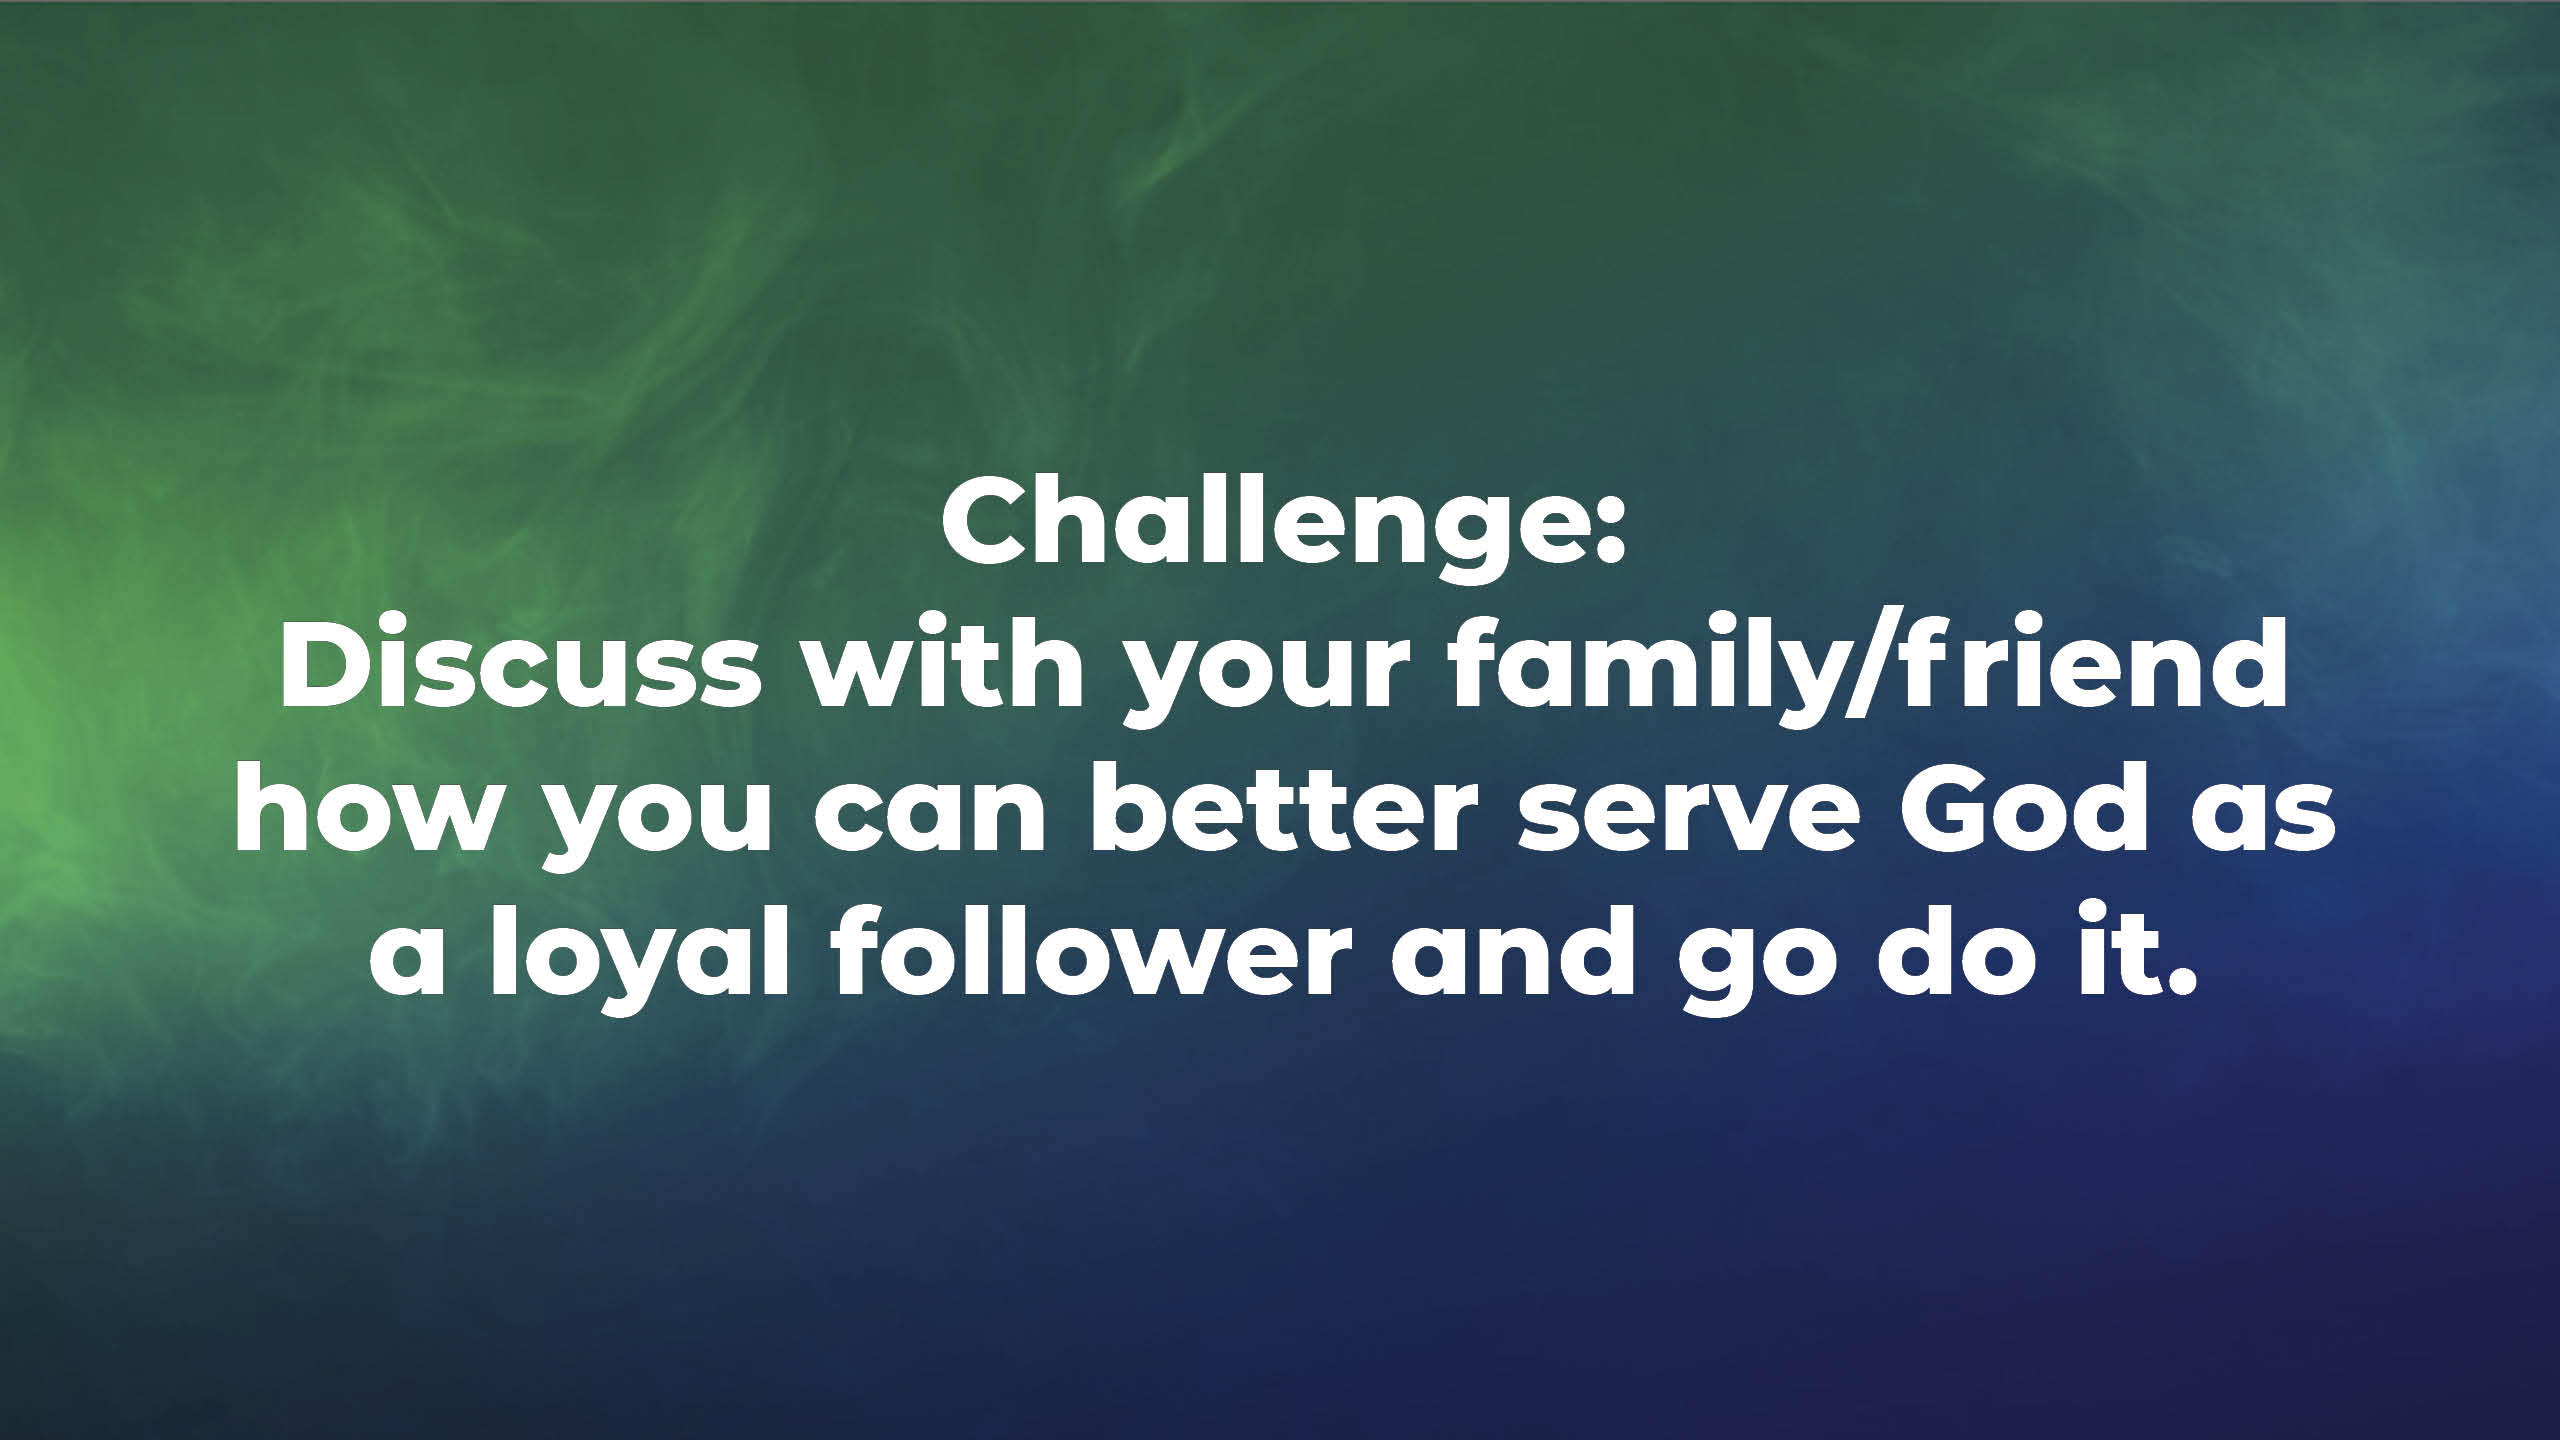 Challenge:
Discuss with your family/friend
how you can better serve God as
a loyal follower and go do it.